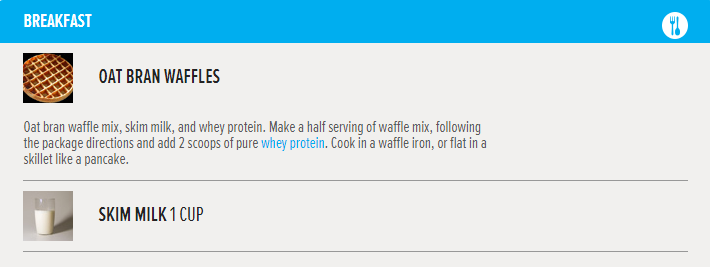 BREAKFAST
OAT BRAN WAFFLES
Oat bran waffle mix, skim milk, and whey protein. Make a half serving of waffle mix, following
the package directions and add 2 scoops of pure whey protein. Cook in a waffle iron, or flat in a
skillet like a pancake.
SKIM MILK 1 CUP